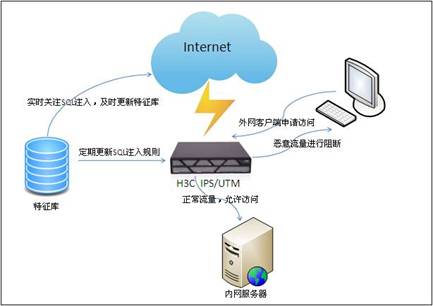 Internet
实时关注SQL注入，及时更新特征库
外网客户端申请访问
定期更新SQL注入规则
恶意流量进行阻断
H3C IPS/UTM
特征库
正常流量，允许访问
内网服务器